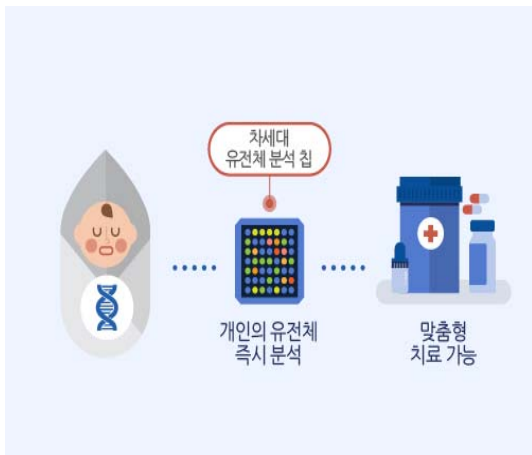 차세대
유전체 분석 칩
개인의 유전체
즉시 분석
맞춤형
치료 가능